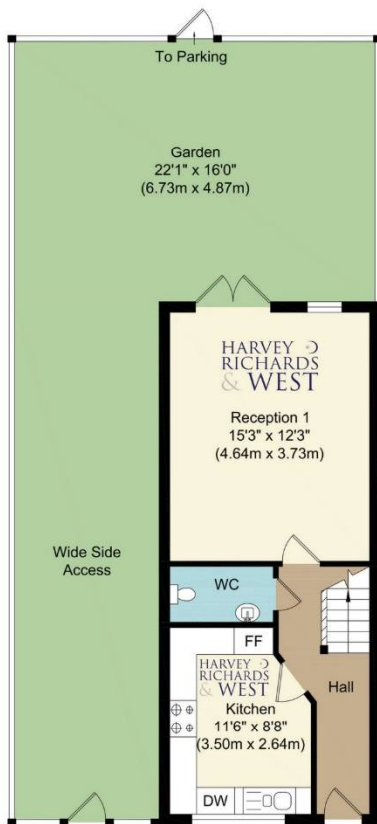 To Parking
Garden
22'1" x 16'0"
(6.73m x 4.87m)
HARVEY
RICHARDS
& WEST
Reception 1
15'3" x 12'3"
(4.64m x 3.73m)
Wide Side
Access
WC
FF
HARVEY
RICHARDS
& WEST
Kitchen
11'6" x 8'8"
(3.50m x 2.64m)
Hall
DW